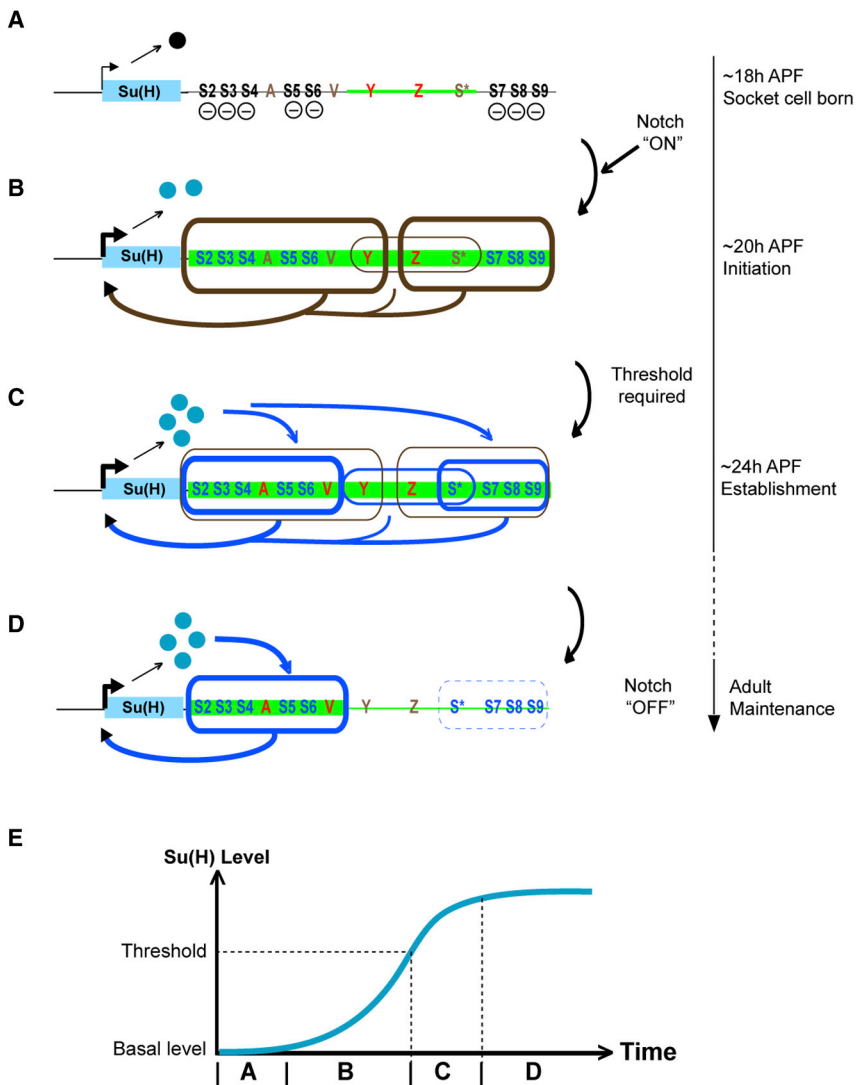 A
Su(H) S2 S3 S4 A S5 S6 V Y Z S* S7 S8 S9
~18h APF
Socket cell born
Notch
"ON"
B
Su(H) S2 S3 S4 A S5 S6 V Y Z S* S7 S8 S9
~20h APF
Initiation
C
Threshold
required
Su(H) S2 S3 S4 A S5 S6 V Y Z S* S7 S8 S9
~24h APF
Establishment
D
Su(H) S2 S3 S4 A S5 S6 V Y Z S* S7 S8 S9
Notch
"OFF"
Adult
Maintenance
E
Su(H) Level
Threshold
Basal level
Time
A B C D